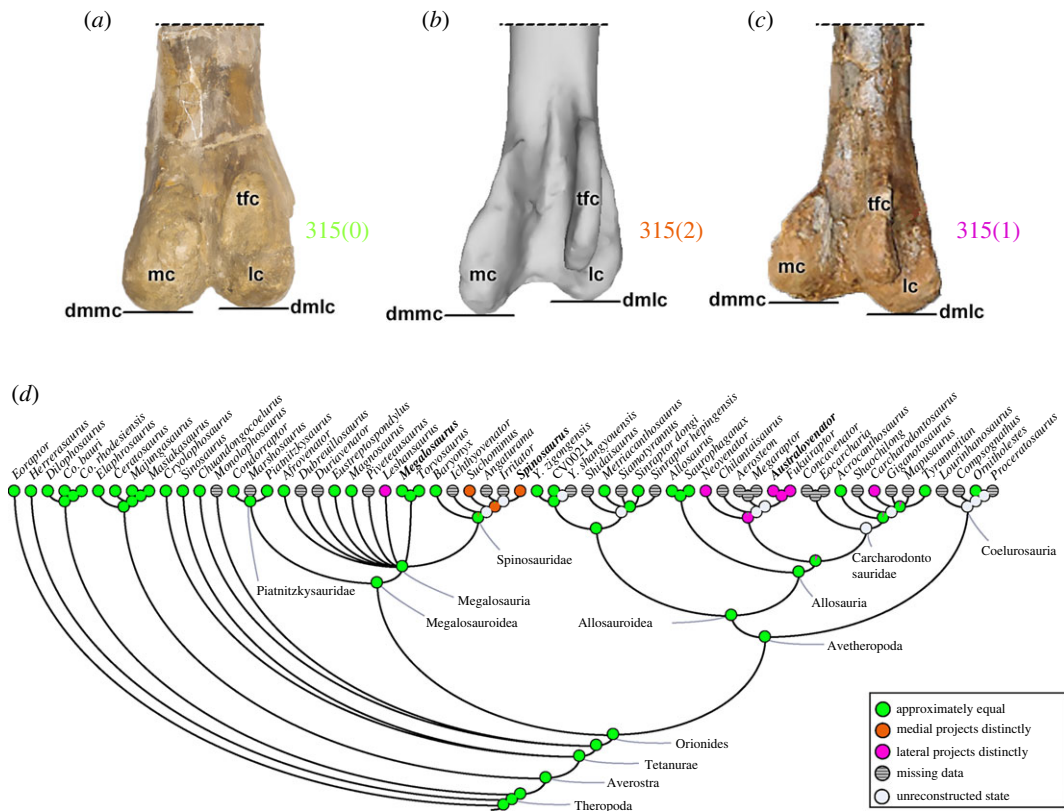 (a)
(b)
(c)
tfc
315(0)
mc
lc
dmmc
dmlc
tfc
315(2)
mc
lc
tfc
315(1)
mc
lc
dmmc
dmlc
(d)
Eoraptor
Herrerasaurus
Dilophosaurus
Co. bauri
Co. rhodesiensis
Elaphrosaurus
Ceratosaurus
Majungasaurus
Masiakasaurus
Cryolophosaurus
Sinosaurus
Chuandongocoelurus
Monolophosaurus
Condorraptor
Marshosaurus
Piatnitzkysaurus
Afrovenator
Dubreuillosaurus
Duriavenator
Eustreptospondylus
Magnosaurus
Piveteausaurus
Leshansaurus
Megalosaurus
Torvosaurus
Baryonyx
Ichthyovenator
Suchomimus
Angaturama
Irritator
Spinosaurus
Y. zigongensis
CV00214
Y. shangyouensis
Shidaisaurus
Metriacanthosaurus
Siamotyrannus
Sinraptor dongi
Sinraptor hepingensis
Allosaurus
Saurophaganax
Neovenator
Chilantaisaurus
Aerosteon
Megaraptor
Australovenator
Fukuiraptor
Concavenator
Eocarcharia
Acrocanthosaurus
Shaochilong
Carcharodontosaurus
Giganotosaurus
Mapusaurus
Tyrannotitan
Lourinhanosaurus
Compsognathus
Ornitholestes
Proceratosaurus
Spinosauridae
Piatnitzkysauridae
Megalosauria
Megalosauroidea
Carcharodonto
sauridae
Coelurosauria
Allosauria
Allosauroidea
Avetheropoda
Orionides
Tetanurae
Averostra
Theropoda
approximately equal
medial projects distinctly
lateral projects distinctly
missing data
unreconstructed state